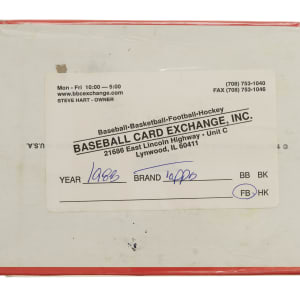 Mon - Fri 10:00 — 5:00
www.bbcexchange.com
STEVE HART - OWNER
(708) 753-1040
FAX (708) 753-1046
Baseball-Basketball-Football-Hockey
BASEBALL CARD EXCHANGE, INC.
21686 East Lincoln Highway - Unit C
Lynwood, IL 60411
YEAR 1988 BRAND Topps BB BK
FB HK
U.S.A.